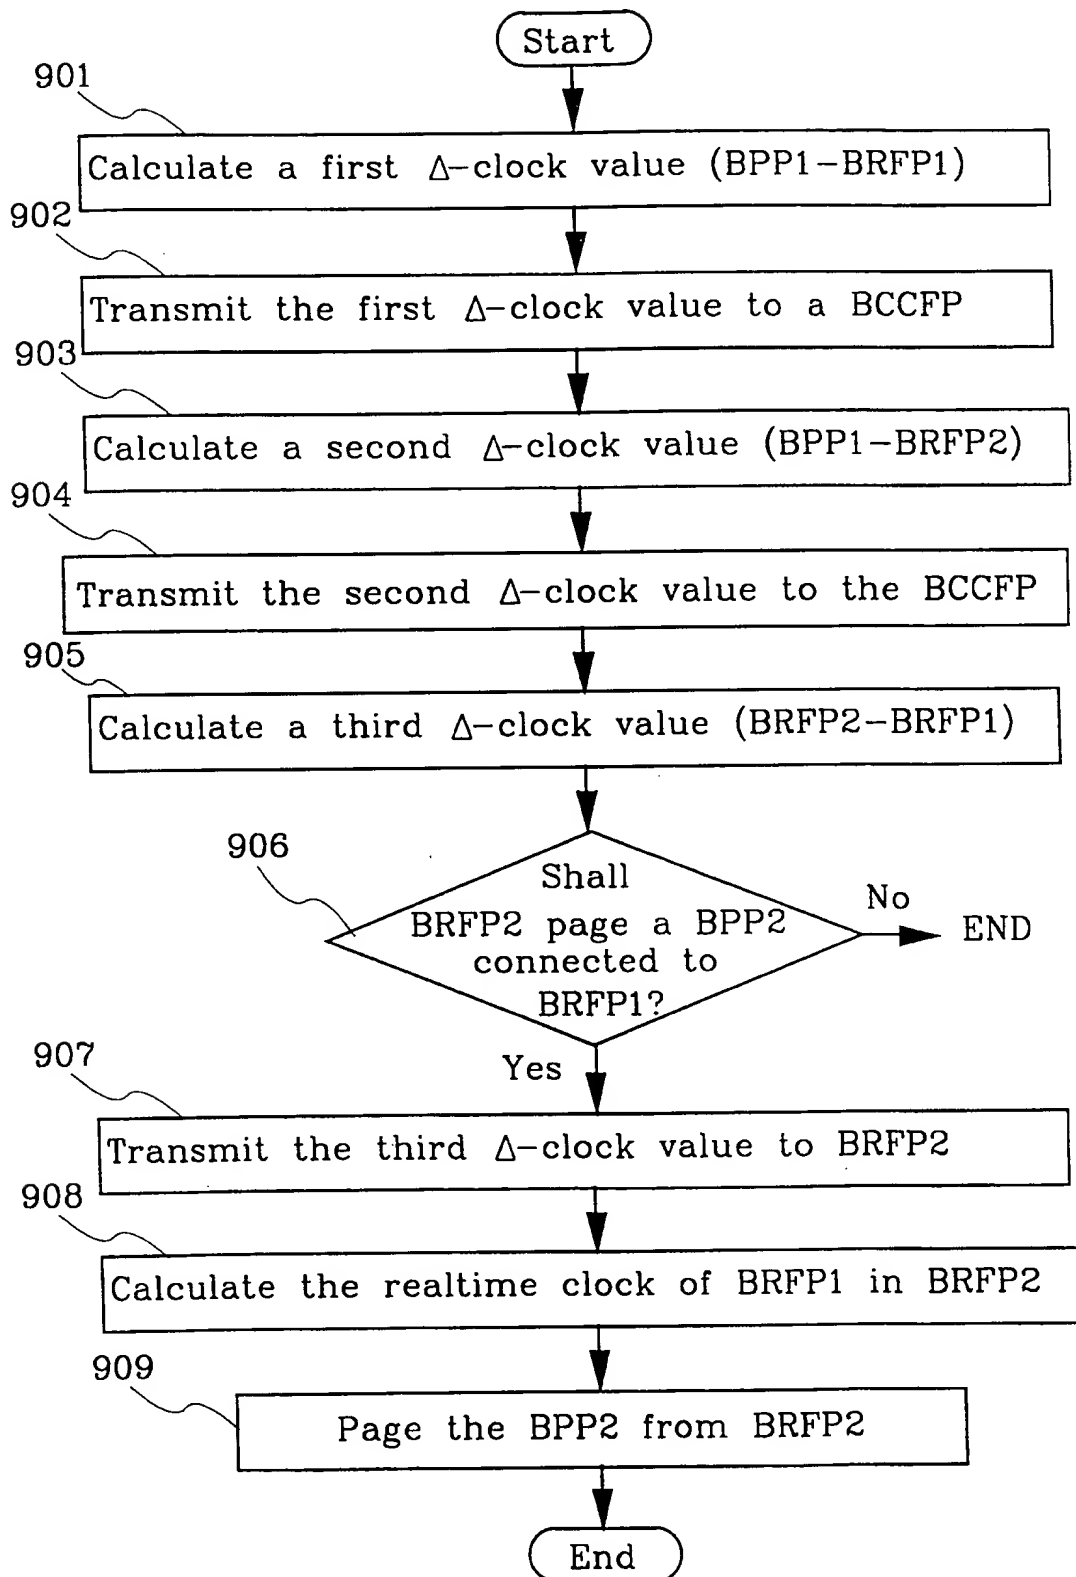 Start
901
Calculate a first Δ-clock value (BPP1-BRFP1)
902
Transmit the first Δ-clock value to a BCCFP
903
Calculate a second Δ-clock value (BPP1-BRFP2)
904
Transmit the second Δ-clock value to the BCCFP
905
Calculate a third Δ-clock value (BRFP2-BRFP1)
906
Shall
BRFP2 page a BPP2
connected to
BRFP1?
No
END
Yes
907
Transmit the third Δ-clock value to BRFP2
908
Calculate the realtime clock of BRFP1 in BRFP2
909
Page the BPP2 from BRFP2
End